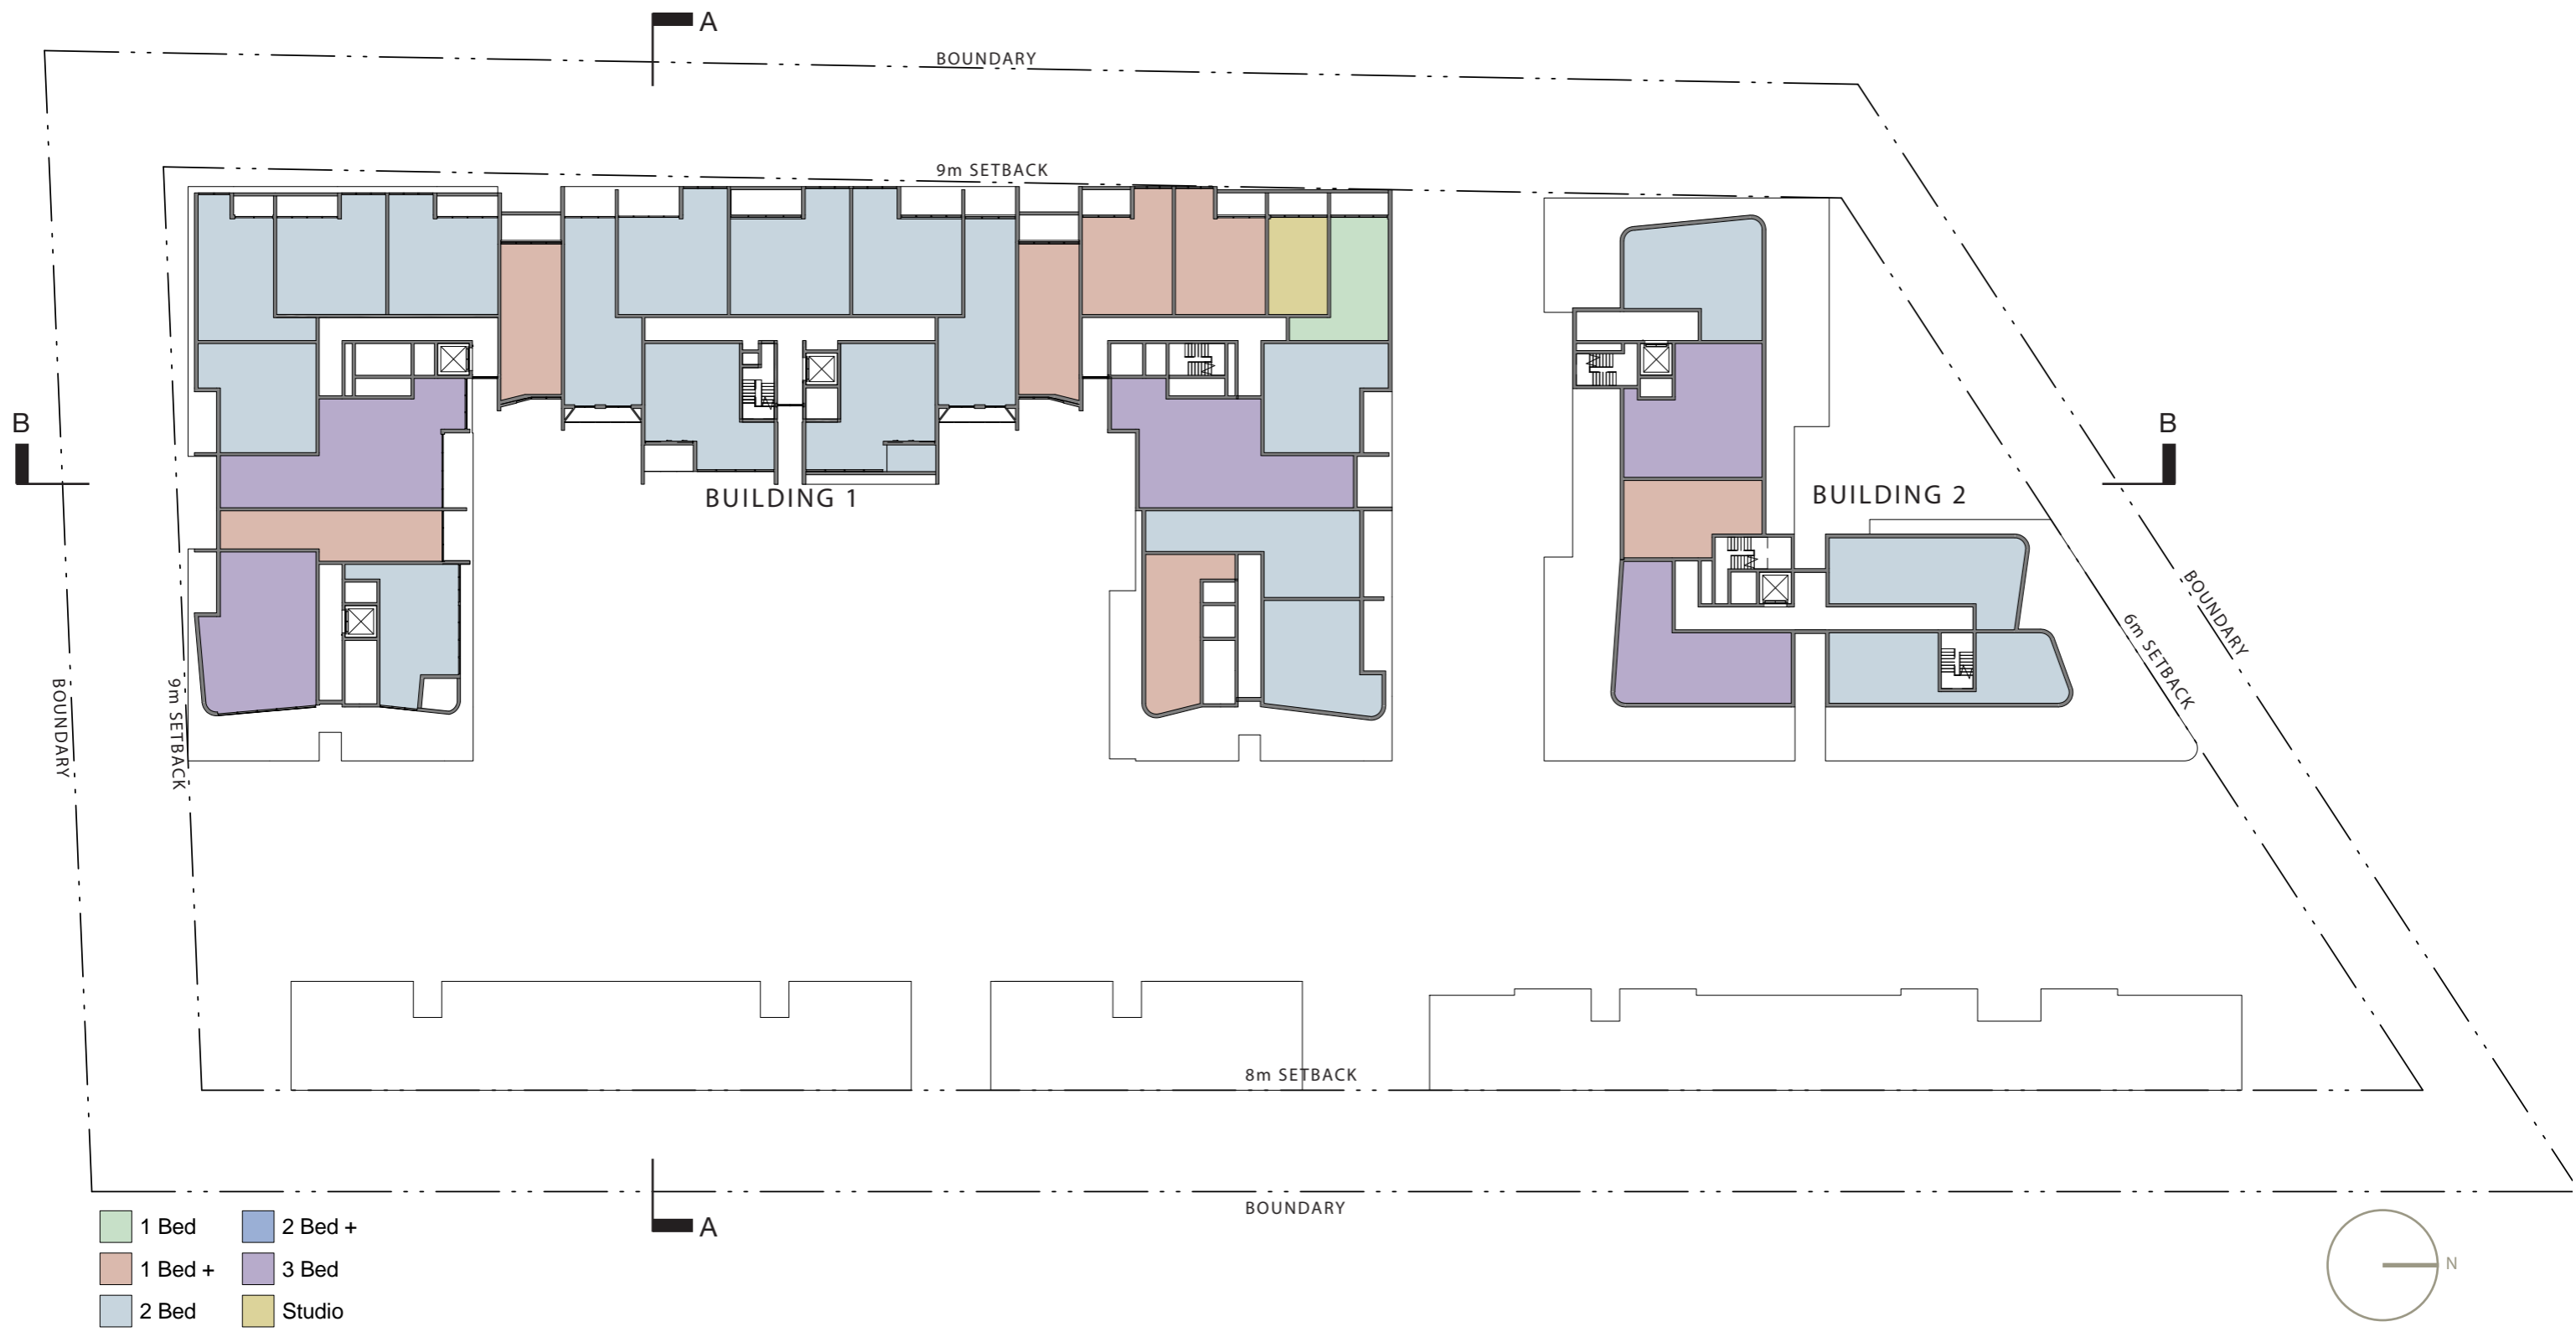 A
BOUNDARY
9m SETBACK
B
B
BUILDING 1
BUILDING 2
BOUNDARY
6m SETBACK
BOUNDARY
9m SETBACK
8m SETBACK
BOUNDARY
A
1 Bed
2 Bed +
1 Bed +
3 Bed
2 Bed
Studio
N